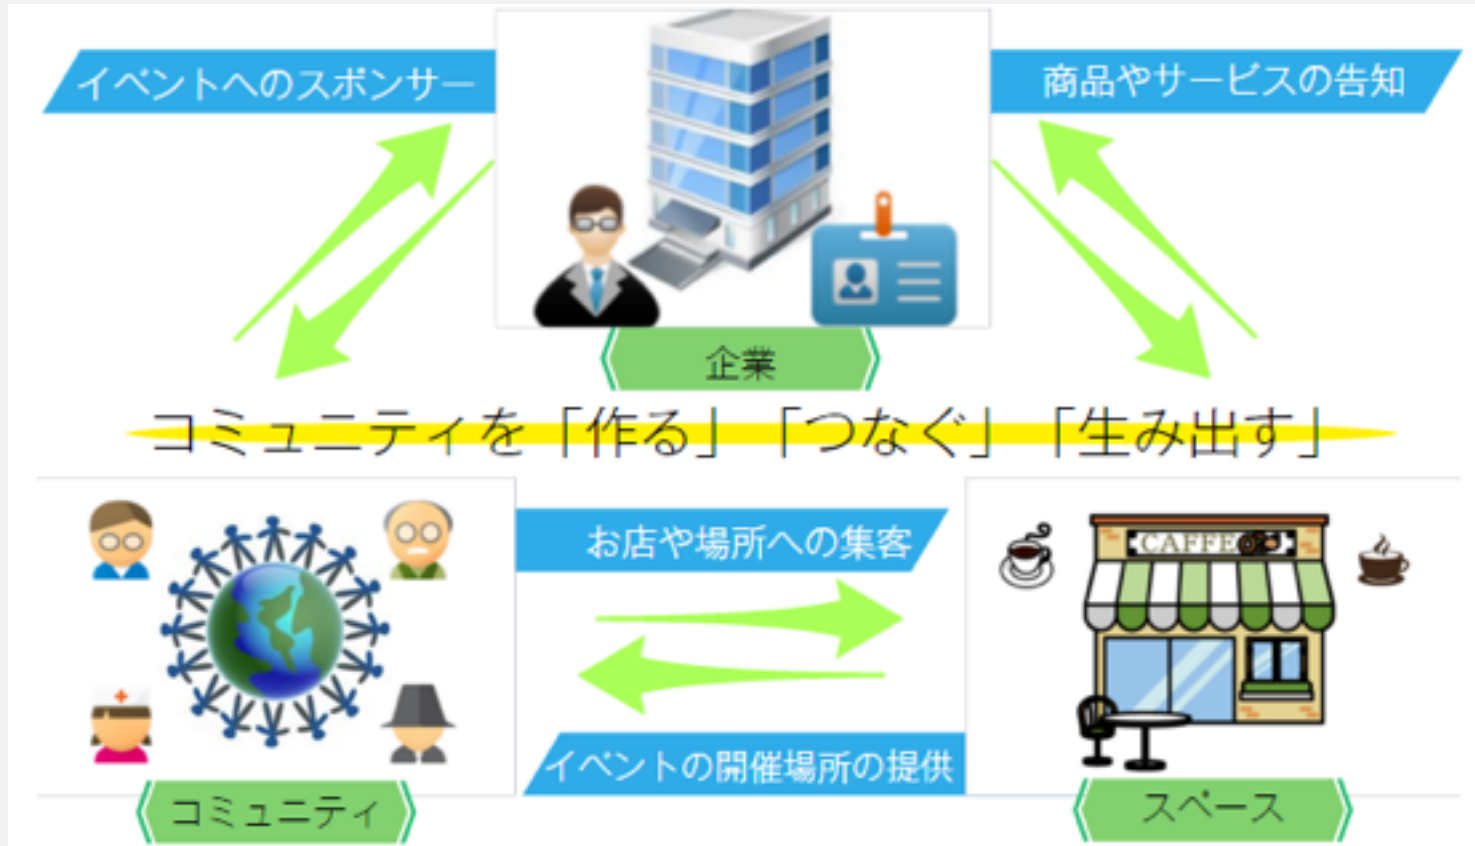 イベントへのスポンサー
商品やサービスの告知
企業
コミュニティを「作る」「つなぐ」「生み出す」
お店や場所への集客
CAFFE
イベントの開催場所の提供
コミュニティ
スペース